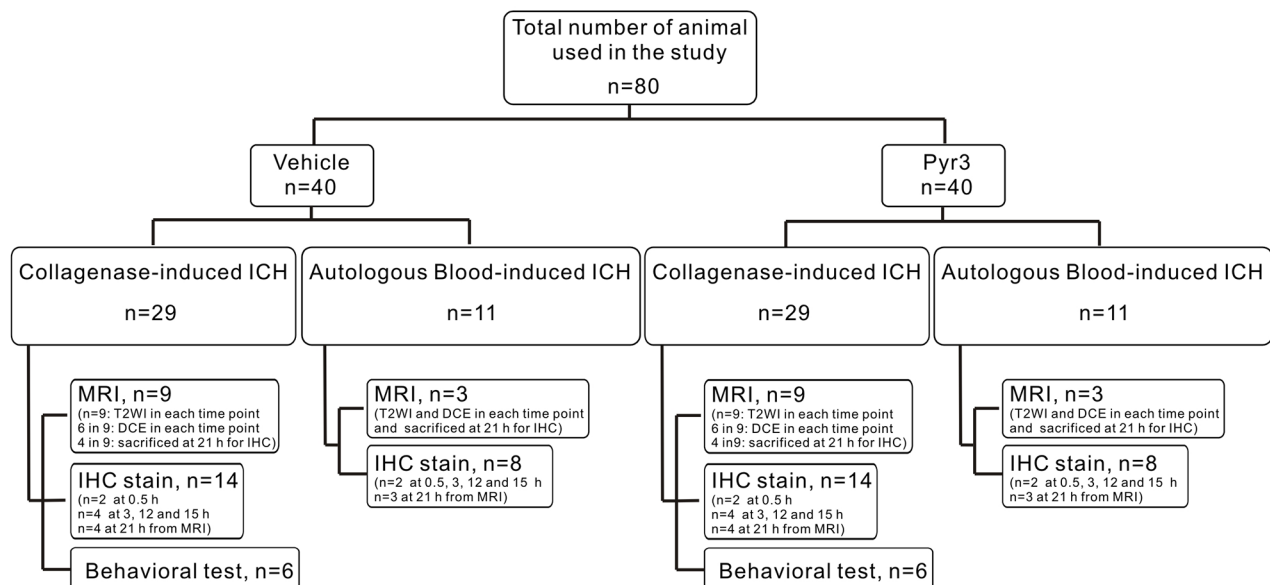 Total number of animal
used in the study
n=80
Vehicle
n=40
Pyr3
n=40
Collagenase-induced ICH
n=29
Autologous Blood-induced ICH
n=11
Collagenase-induced ICH
n=29
Autologous Blood-induced ICH
n=11
MRI, n=9
(n=9: T2WI in each time point
6 in 9: DCE in each time point
4 in 9: sacrificed at 21 h for IHC)
IHC stain, n=14
(n=2 at 0.5 h
n=4 at 3, 12 and 15 h
n=4 at 21 h from MRI)
Behavioral test, n=6
MRI, n=3
(T2WI and DCE in each time point
and sacrificed at 21 h for IHC)
IHC stain, n=8
(n=2 at 0.5, 3, 12 and 15 h
n=3 at 21 h from MRI)
MRI, n=9
(n=9: T2WI in each time point
6 in 9: DCE in each time point
4 in9: sacrificed at 21 h for IHC)
IHC stain, n=14
(n=2 at 0.5 h
n=4 at 3, 12 and 15 h
n=4 at 21 h from MRI)
Behavioral test, n=6
MRI, n=3
(T2WI and DCE in each time point
and sacrificed at 21 h for IHC)
IHC stain, n=8
(n=2 at 0.5, 3, 12 and 15 h
n=3 at 21 h from MRI)